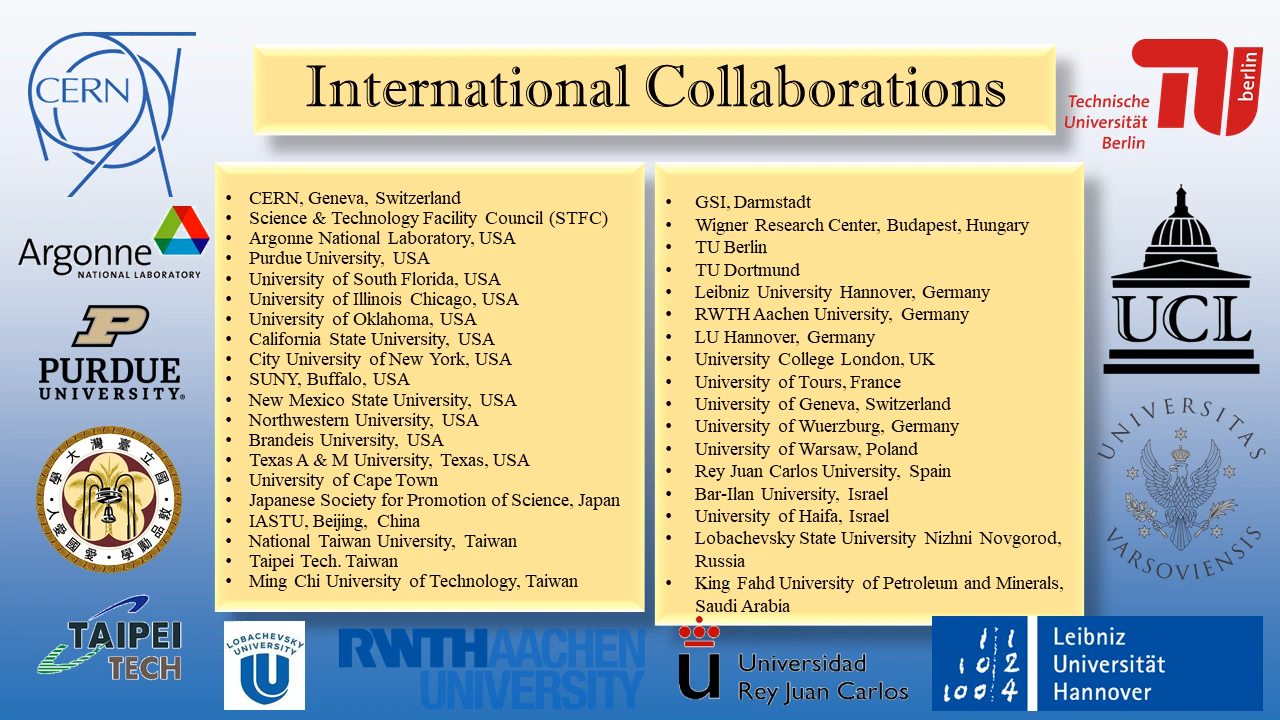 International Collaborations
CERN
Technische
Universität
Berlin
berlin
Argonne
NATIONAL LABORATORY
PURDUE
UNIVERSITY®
國立臺灣大學
TAIPEI
TECH
• CERN, Geneva, Switzerland
• Science & Technology Facility Council (STFC)
• Argonne National Laboratory, USA
• Purdue University, USA
• University of South Florida, USA
• University of Illinois Chicago, USA
• University of Oklahoma, USA
• California State University, USA
• City University of New York, USA
• SUNY, Buffalo, USA
• New Mexico State University, USA
• Northwestern University, USA
• Brandeis University, USA
• Texas A & M University, Texas, USA
• University of Cape Town
• Japanese Society for Promotion of Science, Japan
• IASTU, Beijing, China
• National Taiwan University, Taiwan
• Taipei Tech. Taiwan
• Ming Chi University of Technology, Taiwan
• GSI, Darmstadt
• Wigner Research Center, Budapest, Hungary
• TU Berlin
• TU Dortmund
• Leibniz University Hannover, Germany
• RWTH Aachen University, Germany
• LU Hannover, Germany
• University College London, UK
• University of Tours, France
• University of Geneva, Switzerland
• University of Wuerzburg, Germany
• University of Warsaw, Poland
• Rey Juan Carlos University, Spain
• Bar-Ilan University, Israel
• University of Haifa, Israel
• Lobachevsky State University Nizhni Novgorod,
Russia
• King Fahd University of Petroleum and Minerals,
Saudi Arabia
UCL
UNIVERSITAS
VARSOVIENSIS
LOBACHEVSKY
UNIVERSITY
RWTH AACHEN
UNIVERSITY
Universidad
Rey Juan Carlos
Leibniz
Universität
Hannover